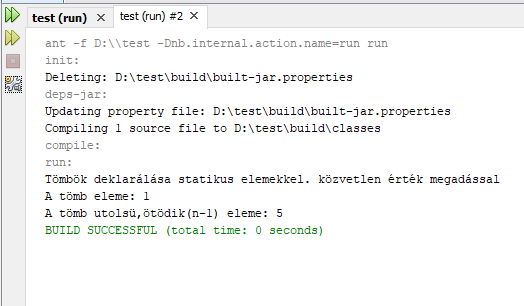 test (run) × test (run) #2 ×
ant -f D:\\test -Dnb.internal.action.name=run run
init:
Deleting: D:\test\build\built-jar.properties
deps-jar:
Updating property file: D:\test\build\built-jar.properties
Compiling 1 source file to D:\test\build\classes
compile:
run:
Tömbök deklarálása statikus elemekkel. közvetlen érték megadással
A tömb eleme: 1
A tömb utolsü,ötödik(n-1) eleme: 5
BUILD SUCCESSFUL (total time: 0 seconds)